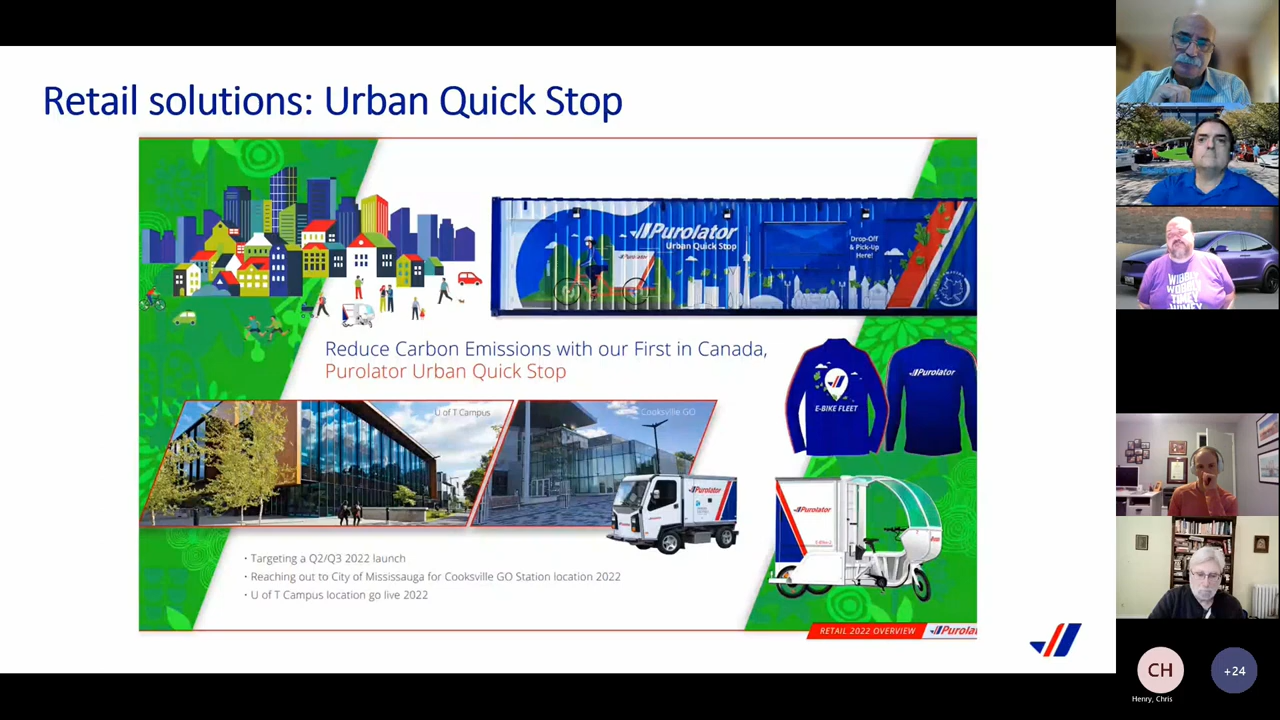 Retail solutions: Urban Quick Stop
Purolator
Urban Quick Stop
Drop-Off
& Pick-Up
Here!
Reduce Carbon Emissions with our First in Canada,
Purolator Urban Quick Stop
U of T Campus
Cooksville GO
E-BIKE FLEET
Purolator
Purolator
Purolator
• Targeting a Q2/Q3 2022 launch
• Reaching out to City of Mississauga for Cooksville GO Station location 2022
• U of T Campus location go live 2022
RETAIL 2022 OVERVIEW
Purolat
WIBBLY
WOBBLY
TIMEY
CH
Henry, Chris
+24